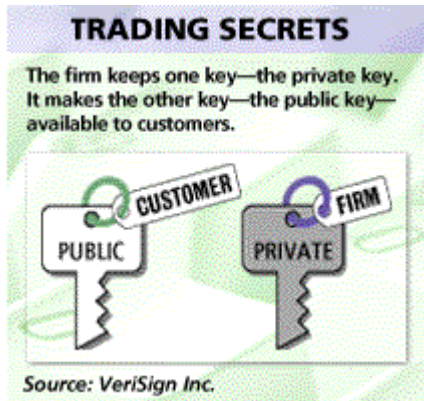 TRADING SECRETS
The firm keeps one key—the private key.
It makes the other key—the public key—
available to customers.
CUSTOMER
FIRM
PUBLIC
PRIVATE
Source: VeriSign Inc.